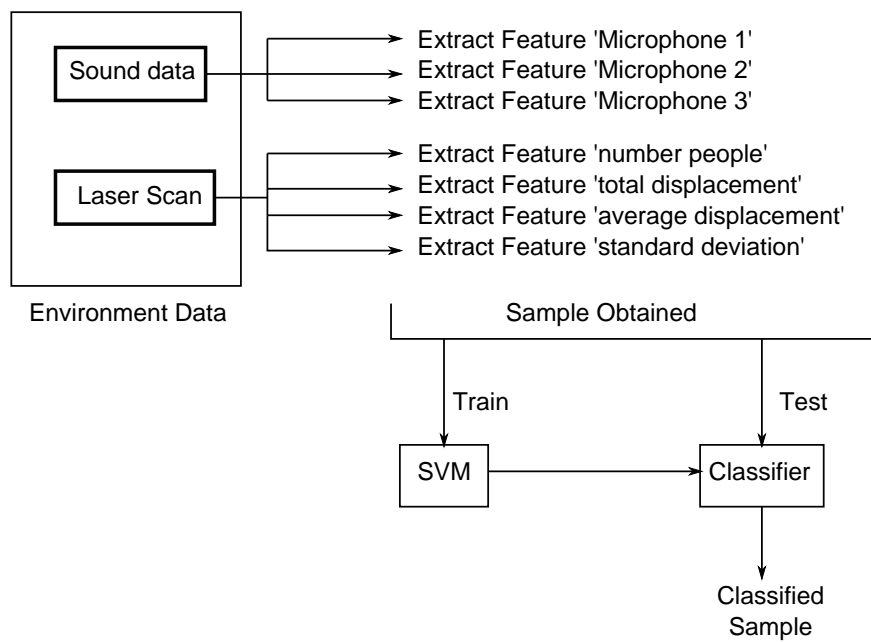 Sound data
Extract Feature 'Microphone 1'
Extract Feature 'Microphone 2'
Extract Feature 'Microphone 3'
Laser Scan
Extract Feature 'number people'
Extract Feature 'total displacement'
Extract Feature 'average displacement'
Extract Feature 'standard deviation'
Environment Data
Sample Obtained
Train
Test
SVM
Classifier
Classified
Sample